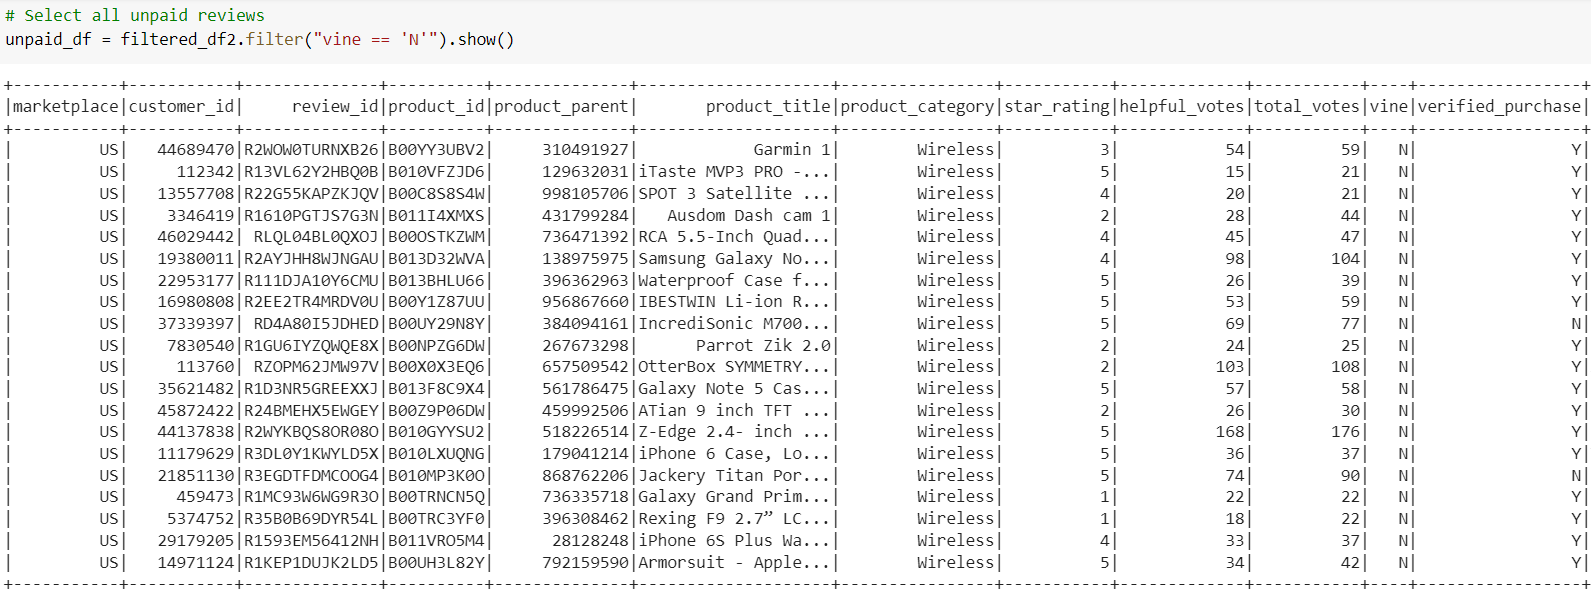 # Select all unpaid reviews
unpaid_df = filtered_df2.filter("vine == 'N'").show()
+-----------+-----------+--------------+----------+--------------+--------------------+----------------+-----------+-------------+-----------+----+-----------------+
|marketplace|customer_id|     review_id|product_id|product_parent|       product_title|product_category|star_rating|helpful_votes|total_votes|vine|verified_purchase|
+-----------+-----------+--------------+----------+--------------+--------------------+----------------+-----------+-------------+-----------+----+-----------------+
|         US|   44689470|R2WOW0TURNXB26|B00YY3UBV2|     310491927|            Garmin 1|        Wireless|          3|           54|         59|   N|                Y|
|         US|     112342|R13VL62Y2HBQ0B|B010VFZJD6|     129632031|iTaste MVP3 PRO -...|        Wireless|          5|           15|         21|   N|                Y|
|         US|   13557708|R22G55KAPZKJQV|B00C8S8S4W|     998105706|SPOT 3 Satellite ...|        Wireless|          4|           20|         21|   N|                Y|
|         US|    3346419|R1610PGTJS7G3N|B011I4XMXS|     431799284|   Ausdom Dash cam 1|        Wireless|          2|           28|         44|   N|                Y|
|         US|   46029442| RLQL04BL0QXOJ|B00OSTKZWM|     736471392|RCA 5.5-Inch Quad...|        Wireless|          4|           45|         47|   N|                Y|
|         US|   19380011|R2AYJHH8WJNGAU|B013D32WVA|     138975975|Samsung Galaxy No...|        Wireless|          4|           98|        104|   N|                Y|
|         US|   22953177|R111DJA10Y6CMU|B013BHLU66|     396362963|Waterproof Case f...|        Wireless|          5|           26|         39|   N|                Y|
|         US|   16980808|R2EE2TR4MRDV0U|B00Y1Z87UU|     956867660|IBESTWIN Li-ion R...|        Wireless|          5|           53|         59|   N|                Y|
|         US|   37339397| RD4A80I5JDHED|B00UY29N8Y|     384094161|IncrediSonic M700...|        Wireless|          5|           69|         77|   N|                N|
|         US|    7830540|R1GU6IYZQWQE8X|B00NPZG6DW|     267673298|      Parrot Zik 2.0|        Wireless|          2|           24|         25|   N|                Y|
|         US|     113760| RZOPM62JMW97V|B00X0X3EQ6|     657509542|OtterBox SYMMETRY...|        Wireless|          2|          103|        108|   N|                Y|
|         US|   35621482|R1D3NR5GREEXXJ|B013F8C9X4|     561786475|Galaxy Note 5 Cas...|        Wireless|          5|           57|         58|   N|                Y|
|         US|   45872422|R24BMEHX5EWGEY|B00Z9P06DW|     459992506|ATian 9 inch TFT ...|        Wireless|          2|           26|         30|   N|                Y|
|         US|   44137838|R2WYKBQS8OR08O|B010GYYSU2|     518226514|Z-Edge 2.4- inch ...|        Wireless|          5|          168|        176|   N|                Y|
|         US|   11179629|R3DL0Y1KWYLD5X|B010LXUQNG|     179041214|iPhone 6 Case, Lo...|        Wireless|          5|           36|         37|   N|                Y|
|         US|   21851130|R3EGDTFDMCOOG4|B010MP3K0O|     868762206|Jackery Titan Por...|        Wireless|          5|           74|         90|   N|                N|
|         US|     459473|R1MC93W6WG9R3O|B00TRNCN5Q|     736335718|Galaxy Grand Prim...|        Wireless|          1|           22|         22|   N|                Y|
|         US|    5374752|R35B0B69DYR54L|B00TRC3YF0|     396308462|Rexing F9 2.7” LC...|        Wireless|          1|           18|         22|   N|                Y|
|         US|   29179205|R1593EM56412NH|B011VRO5M4|      28128248|iPhone 6S Plus Wa...|        Wireless|          4|           33|         37|   N|                Y|
|         US|   14971124|R1KEP1DUJK2LD5|B00UH3L82Y|     792159590|Armorsuit - Apple...|        Wireless|          5|           34|         42|   N|                Y|
+-----------+-----------+--------------+----------+--------------+--------------------+----------------+-----------+-------------+-----------+----+-----------------+